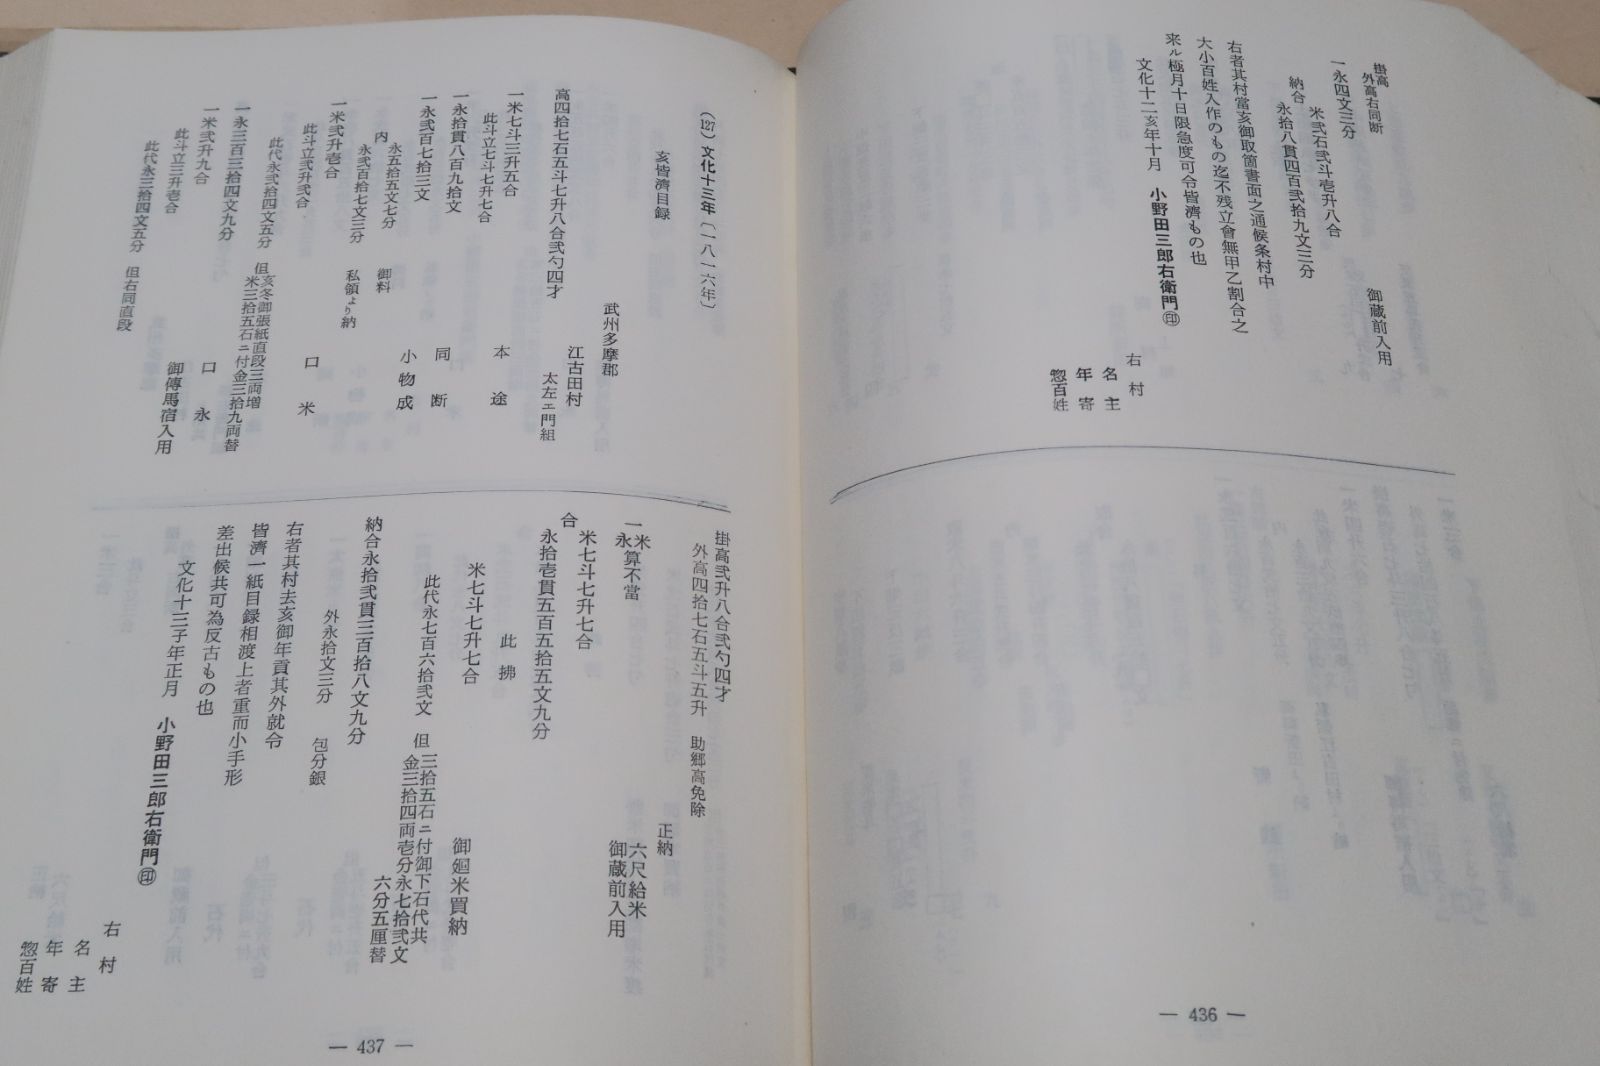 掛高
外高右同断
一永四文三分 御蔵前入用
米弐石弐斗壱升八合
納合
永拾八貫四百弐拾九文三分
右者其村當亥御取箇書面之通候条村中
大小百姓入作のもの迄不残立會無甲乙割合之
来ル極月十日限急度可令皆濟もの也
文化十二亥年十月 小野田三郎右衛門㊞
右村
名主
年寄
惣百姓
― 436 ―
(127) 文化十三年〔一八一六年〕
亥皆濟目録
武州多摩郡
江古田村
太左ェ門組
高四拾七石五斗七升八合弐勺四才
一米七斗三升五合 本途
此斗立七斗七升七合
一永拾貫八百九拾文 同断
一永弐百七拾三文 小物成
内
永五拾五文七分 御料
永弐百拾七文三分 私領より納
一米弐升壱合 口米
此斗立弐升弐合
此代永弐拾四文五分 但亥冬御張紙直段三両増
米三拾五石ニ付金三拾九両替
一永三百三拾四文九分 口永
一米弐升九合 御傳馬宿入用
此斗立三升壱合
此代永三拾四文五分 但右同直段
掛高弐升八合弐勺四才
外高四拾七石五斗五升 助郷高免除
正納
一米永算不當 六尺給米
御蔵前入用
米七斗七升七合
合
永拾壱貫五百五拾五文九分
此拂
米七斗七升七合 御廻米買納
此代永七百六拾弐文 但三拾五石ニ付御下石代共
金三拾四両壱分永七拾弐文
六分五厘替
納合永拾弐貫三百拾八文九分
外永拾文三分 包分銀
右者其村去亥御年貢其外就令
皆濟一紙目録相渡上者重而小手形
差出候共可為反古もの也
文化十三子年正月 小野田三郎右衛門㊞
右村
名主
年寄
惣百姓
― 437 ―